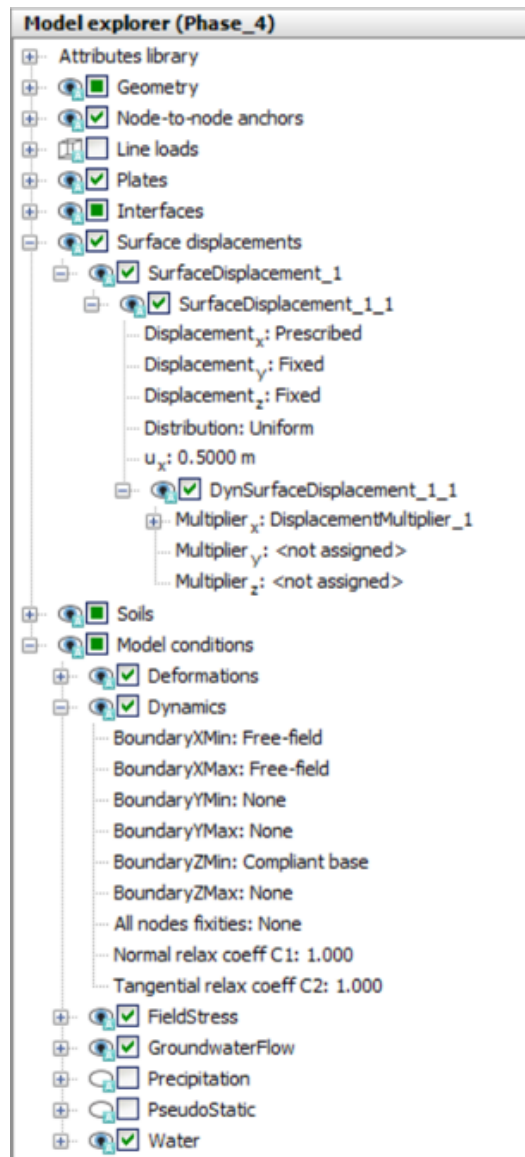 Model explorer (Phase_4)
Attributes library
Geometry
Node-to-node anchors
Line loads
Plates
Interfaces
Surface displacements
SurfaceDisplacement_1
SurfaceDisplacement_1_1
Displacementx: Prescribed
Displacementy: Fixed
Displacementz: Fixed
Distribution: Uniform
ux: 0.5000 m
DynSurfaceDisplacement_1_1
Multiplierx: DisplacementMultiplier_1
Multipliery: <not assigned>
Multiplierz: <not assigned>
Soils
Model conditions
Deformations
Dynamics
BoundaryXMin: Free-field
BoundaryXMax: Free-field
BoundaryYMin: None
BoundaryYMax: None
BoundaryZMin: Compliant base
BoundaryZMax: None
All nodes fixities: None
Normal relax coeff C1: 1.000
Tangential relax coeff C2: 1.000
FieldStress
GroundwaterFlow
Precipitation
PseudoStatic
Water